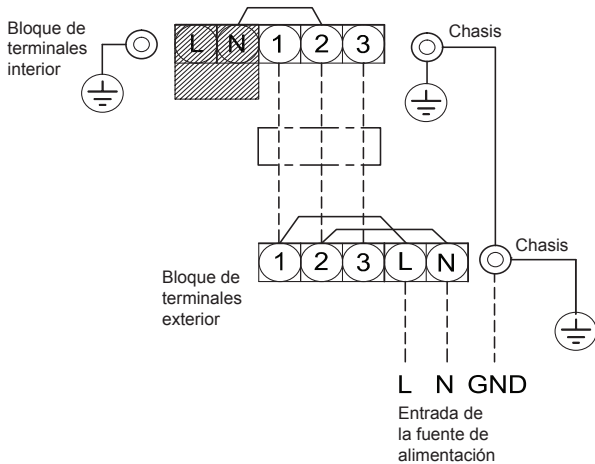 Bloque de
terminales
interior
L N 1 2 3
Chasis
1 2 3 L N
Chasis
Bloque de
terminales
exterior
L N GND
Entrada de
la fuente de
alimentación